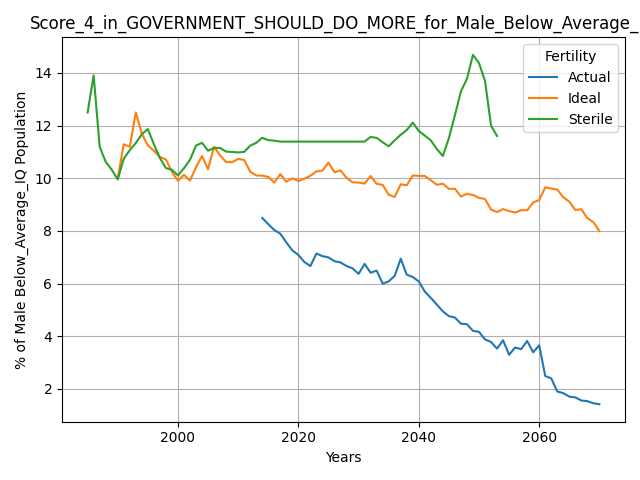 Score_4_in_GOVERNMENT_SHOULD_DO_MORE_for_Male_Below_Average_
Fertility
Actual
Ideal
Sterile
% of Male Below_Average_IQ Population
14
12
10
8
6
4
2
2000
2020
2040
2060
Years